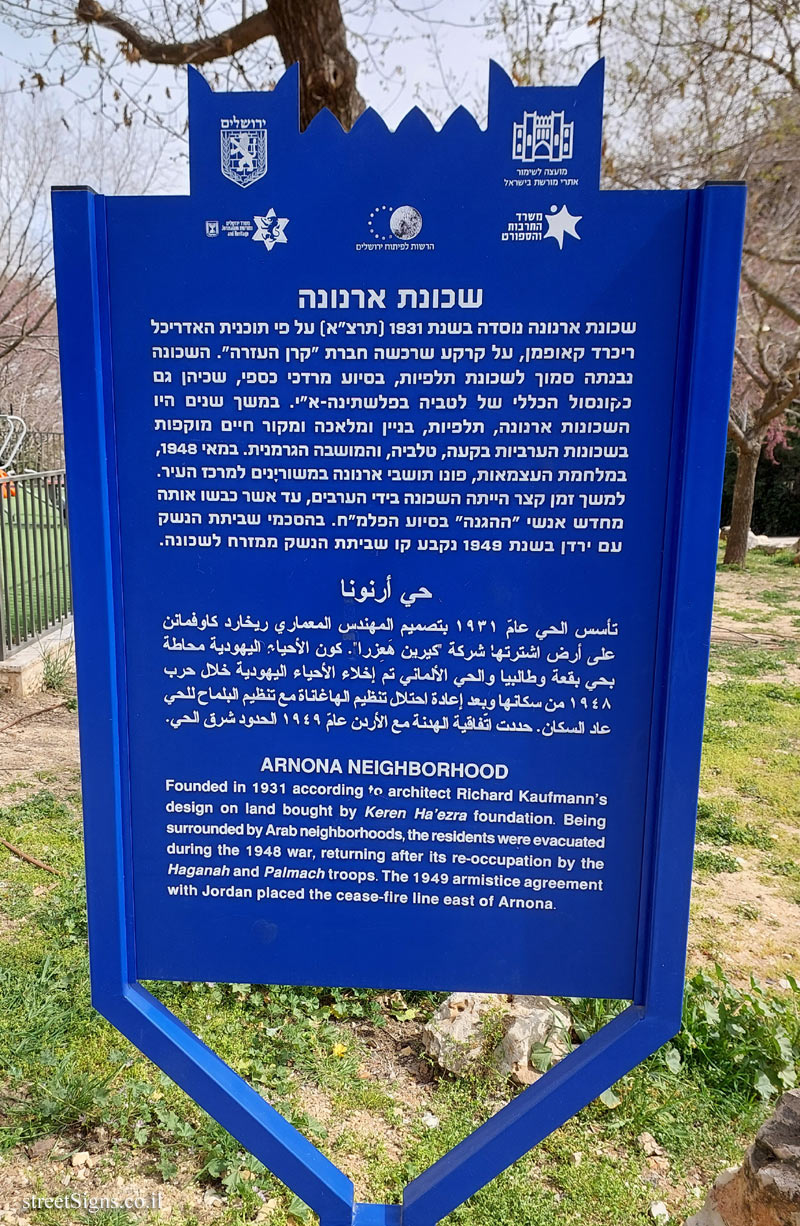 ירושלים
מועצה לשימור
אתרי מורשת בישראל
משרד ירושלים
ומורשת
Jerusalem
and Heritage
הרשות לפיתוח ירושלים
משרד
התרבות
והספורט
שכונת ארנונה
שכונת ארנונה נוסדה בשנת 1931 (תרצ"א) על פי תוכנית האדריכל
ריכרד קאופמן, על קרקע שרכשה חברת "קרן העזרה". השכונה
נבנתה סמוך לשכונת תלפיות, בסיוע מרדכי כספי, שכיהן גם
כקונסול הכללי של לטביה בפלשתינה-א"י. במשך שנים היו
השכונות ארנונה, תלפיות, בניין ומלאכה ומקור חיים מוקפות
בשכונות הערביות בקעה, טלביה, והמושבה הגרמנית. במאי 1948,
במלחמת העצמאות, פונו תושבי ארנונה במשוריינים למרכז העיר.
למשך זמן קצר הייתה השכונה בידי הערבים, עד אשר כבשו אותה
מחדש אנשי "ההגנה" בסיוע הפלמ"ח. בהסכמי שביתת הנשק
עם ירדן בשנת 1949 נקבע קו שביתת הנשק ממזרח לשכונה.
حي أرنونا
تأسس الحي عامّ ١٩٣١ بتصميم المهندس المعماري ريخارد كاوفمانن
على أرض اشترتها شركة "كيرين هَعِزرا". كون الأحياء اليهودية محاطة
بحي بقعة وطالبيا والحي الألماني تم إخلاء الأحياء اليهودية خلال حرب
١٩٤٨ من سكانها وبعد إعادة احتلال تنظيم الهاغاناة مع تنظيم البلماح للحي
عاد السكان. حددت اتفاقية الهدنة مع الأردن عامّ ١٩٤٩ الحدود شرق الحي.
ARNONA NEIGHBORHOOD
Founded in 1931 according to architect Richard Kaufmann's
design on land bought by Keren Ha'ezra foundation. Being
surrounded by Arab neighborhoods, the residents were evacuated
during the 1948 war, returning after its re-occupation by the
Haganah and Palmach troops. The 1949 armistice agreement
with Jordan placed the cease-fire line east of Arnona.
streetSigns.co.il